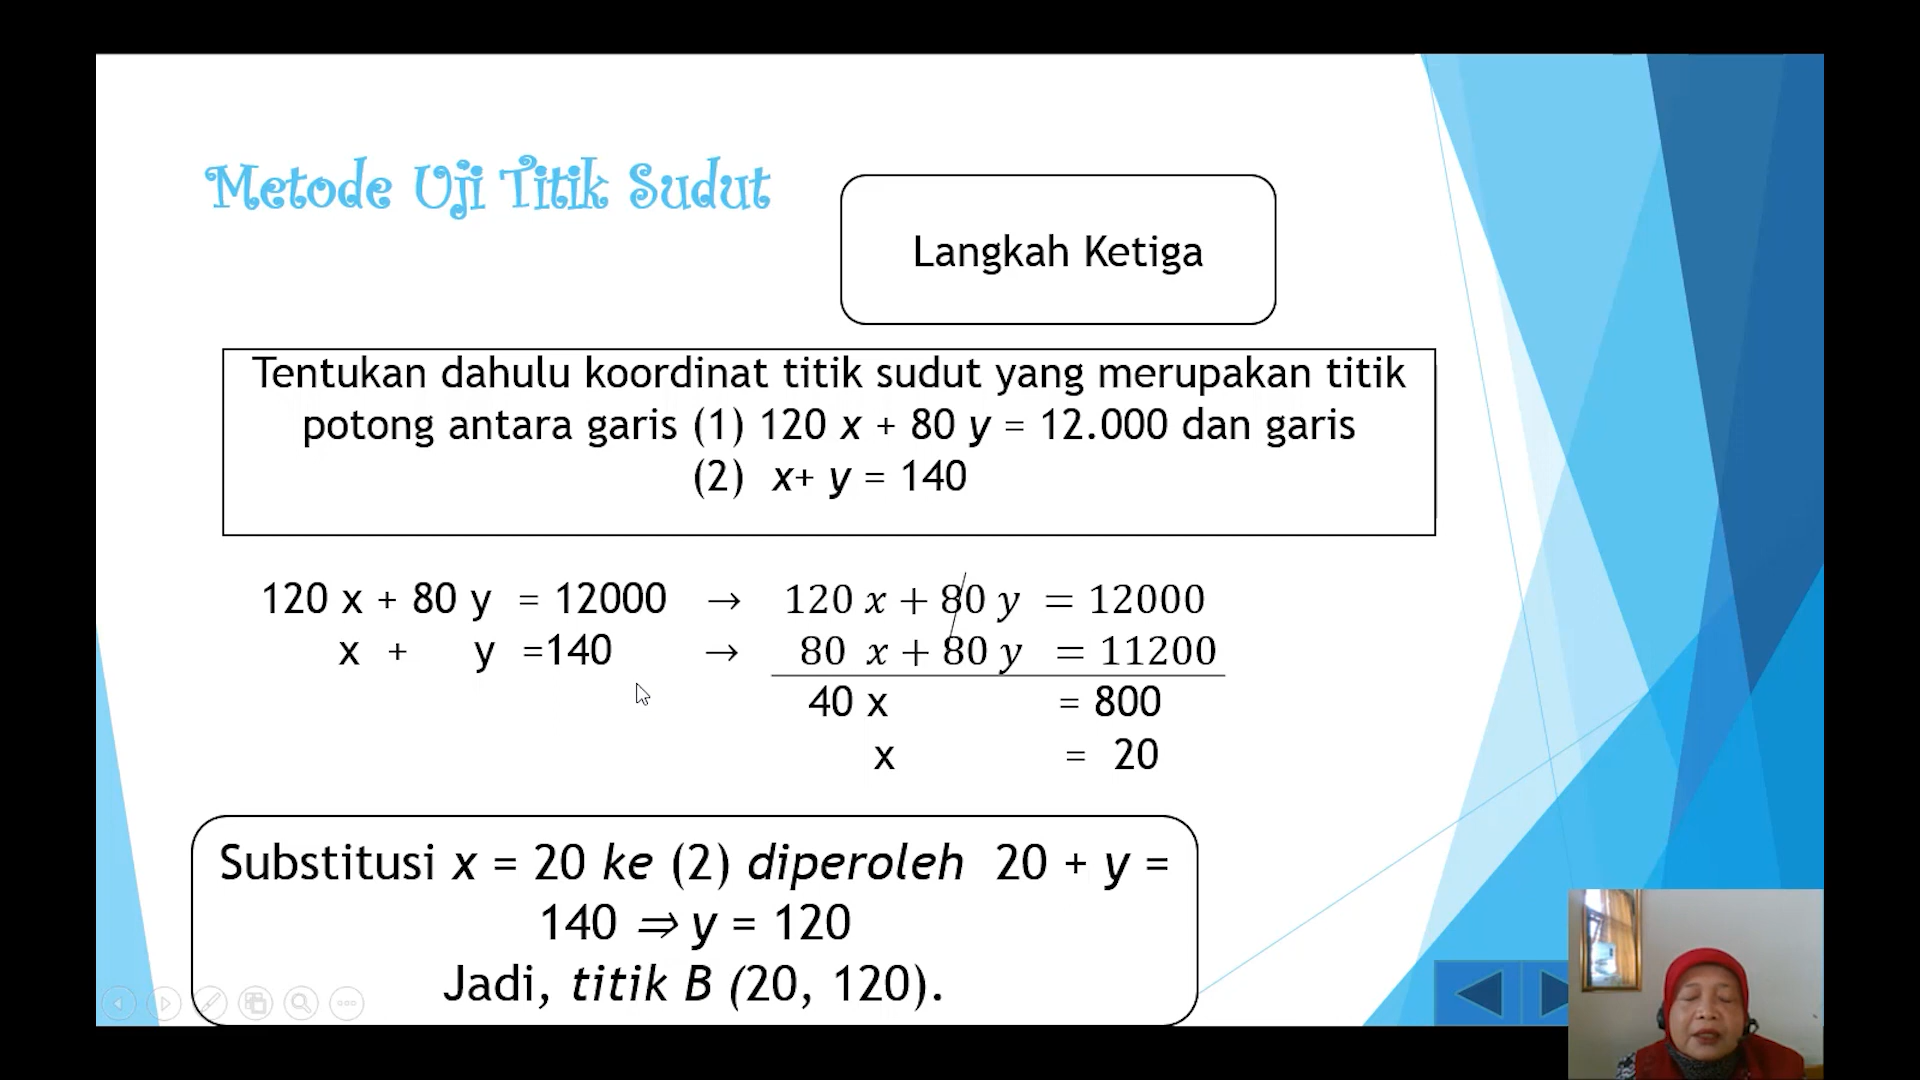 Metode Uji Titik Sudut
Langkah Ketiga
Tentukan dahulu koordinat titik sudut yang merupakan titik
potong antara garis (1) 120 x + 80 y = 12.000 dan garis
(2) x+ y = 140
120 x + 80 y = 12000 → 120 x + 80 y = 12000
x + y =140 → 80 x + 80 y = 11200
40 x = 800
x = 20
Substitusi x = 20 ke (2) diperoleh 20 + y =
140 ⇒ y = 120
Jadi, titik B (20, 120).